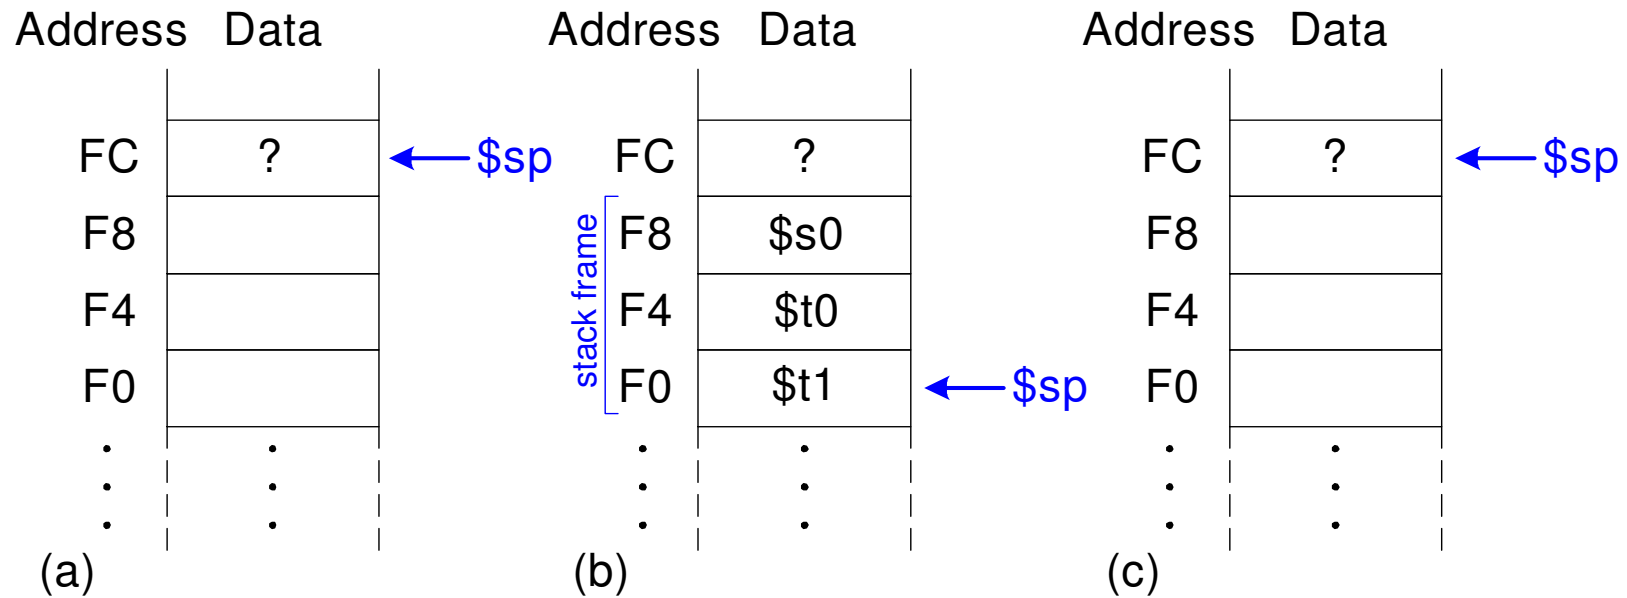 Address Data Address Data Address Data
FC ? $sp FC ? FC ? $sp
F8 F8 $s0 F8
F4 F4 $t0 F4
F0 F0 $t1 $sp F0
stack frame
(a) (b) (c)